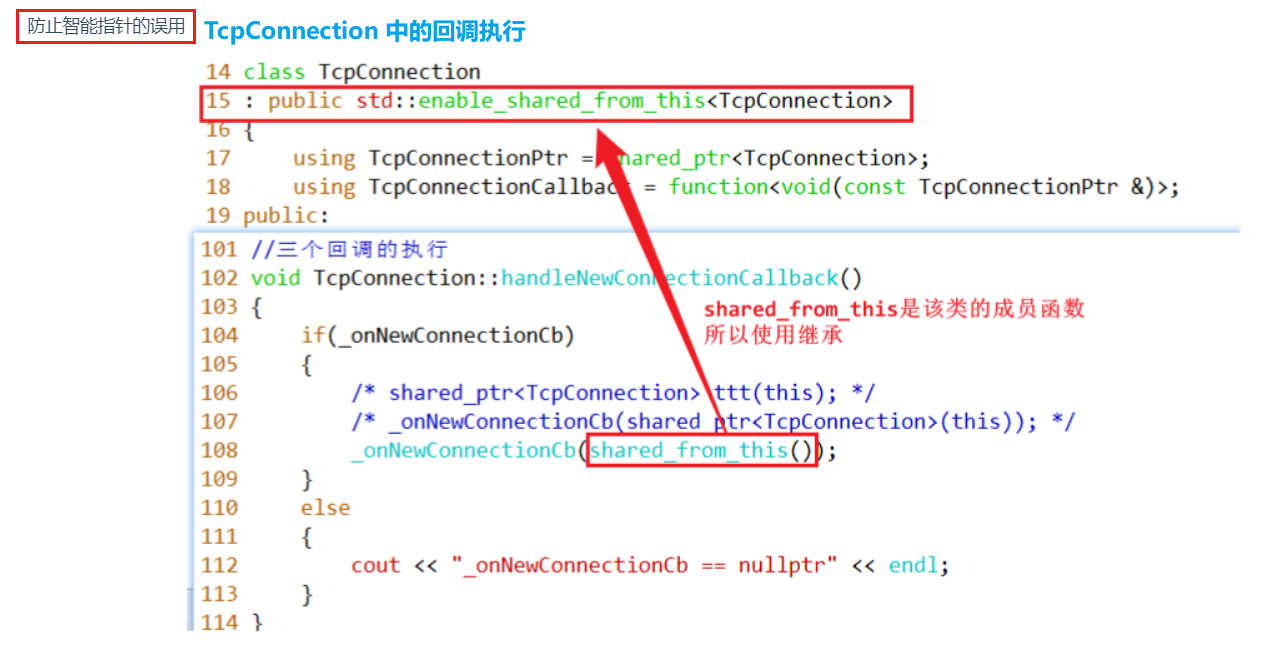 防止智能指针的误用
TcpConnection 中的回调执行
14 class TcpConnection
15 : public std::enable_shared_from_this<TcpConnection>
16 {
17 using TcpConnectionPtr = shared_ptr<TcpConnection>;
18 using TcpConnectionCallback = function<void(const TcpConnectionPtr &)>;
19 public:
101 //三个回调的执行
102 void TcpConnection::handleNewConnectionCallback()
103 {
shared_from_this是该类的成员函数
所以使用继承
104 if(_onNewConnectionCb)
105 {
106 /* shared_ptr<TcpConnection> ttt(this); */
107 /* _onNewConnectionCb(shared_ptr<TcpConnection>(this)); */
108 _onNewConnectionCb(shared_from_this());
109 }
110 else
111 {
112 cout << "_onNewConnectionCb == nullptr" << endl;
113 }
114 }